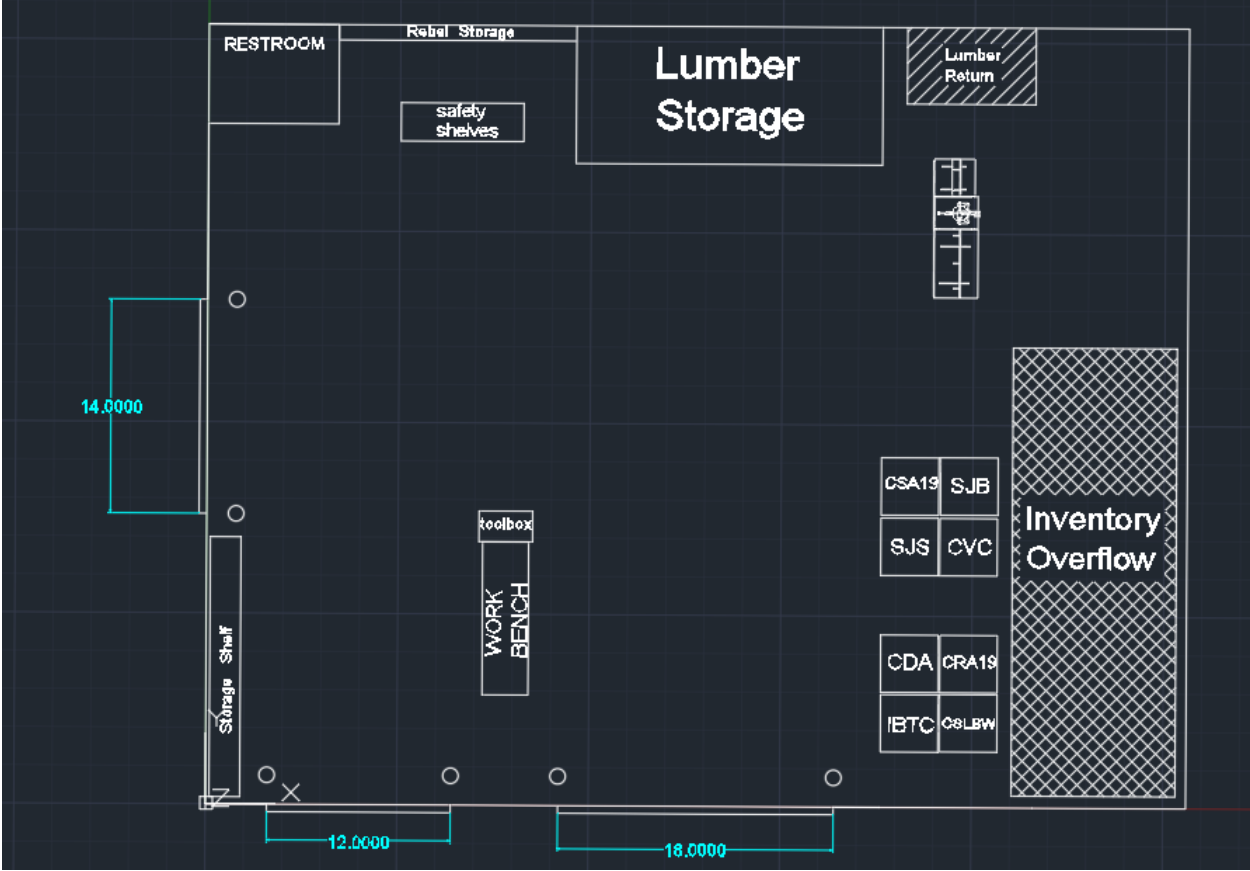 RESTROOM
Rebel Storage
Lumber
Storage
Lumber
Return
safety
shelves
14.0000
CSA19
SJB
SJS
CVC
Inventory
Overflow
toolbox
WORK
BENCH
CDA
CRA19
IBTC
CSLBW
Storage Shelf
Y
Z
X
12.0000
18.0000